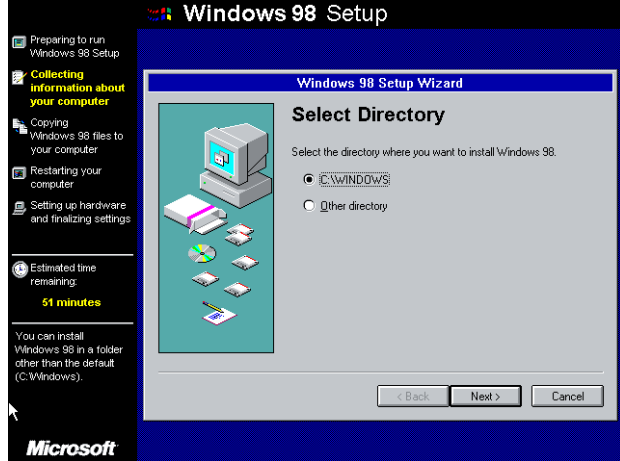 Windows 98 Setup
Preparing to run
Windows 98 Setup
Collecting
information about
your computer
Copying
Windows 98 files to
your computer
Restarting your
computer
Setting up hardware
and finalizing settings
Estimated time
remaining:
51 minutes
You can install
Windows 98 in a folder
other than the default
(C:Windows).
Microsoft
Windows 98 Setup Wizard
Select Directory
Select the directory where you want to install Windows 98.
C:\WINDOWS
Other directory
< Back
Next >
Cancel